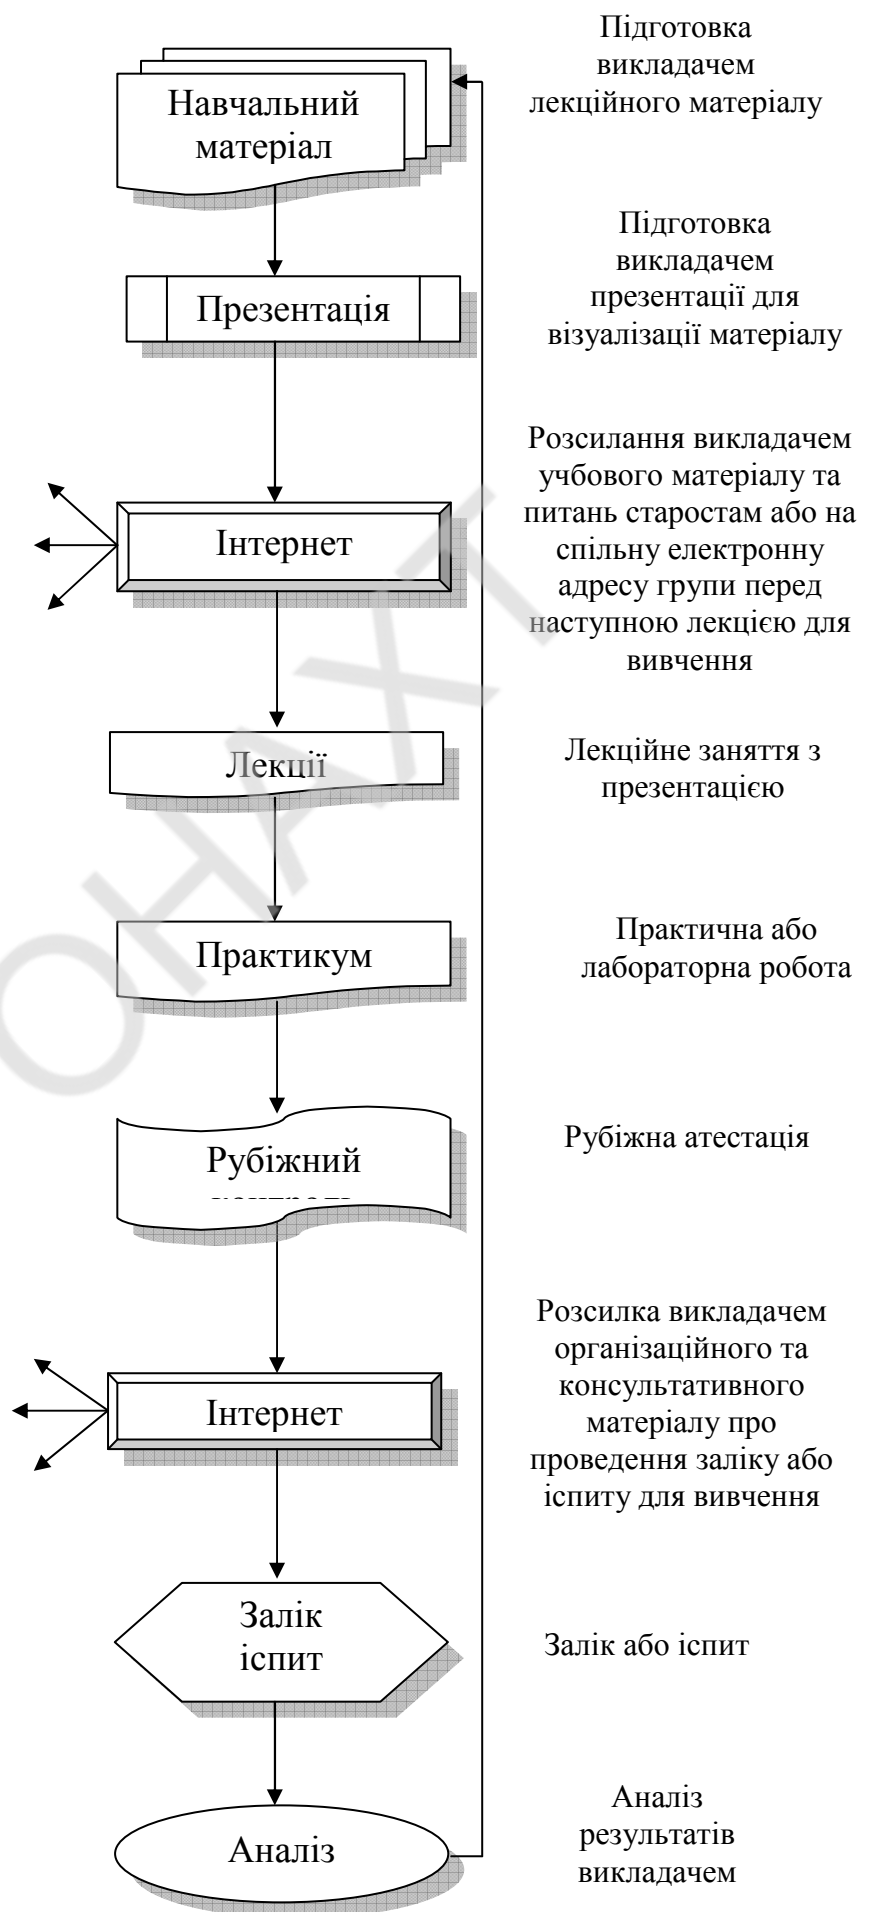 Підготовка
викладачем
лекційного матеріалу
Навчальний
матеріал
Підготовка
викладачем
презентації для
візуалізації матеріалу
Презентація
Розсилання викладачем
учбового матеріалу та
питань старостам або на
спільну електронну
адресу групи перед
наступною лекцією для
вивчення
Інтернет
Лекційне заняття з
презентацією
Лекції
Практична або
лабораторна робота
Практикум
Рубіжна атестація
Рубіжний
Розсилка викладачем
організаційного та
консультативного
матеріалу про
проведення заліку або
іспиту для вивчення
Інтернет
Залік
іспит
Залік або іспит
Аналіз
результатів
викладачем
Аналіз
ОНАХТ